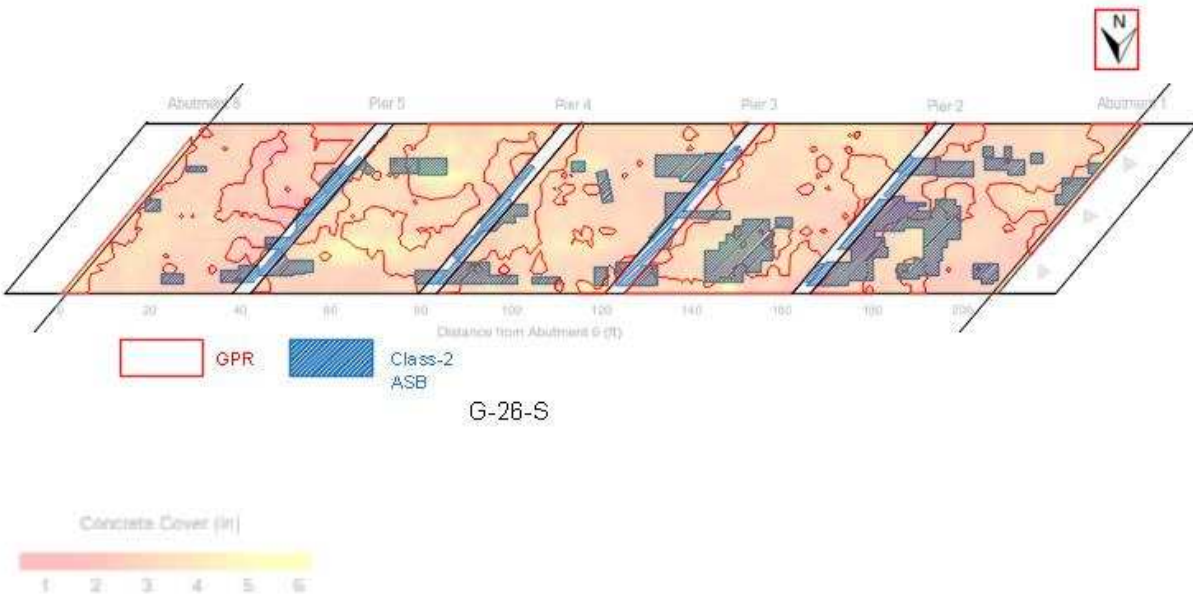 N
Abutment 6 Pier 5 Pier 4 Pier 3 Pier 2 Abutment 1
0 20 40 60 80 100 120 140 160 180 200
Distance from Abutment 6 (ft)
GPR Class-2
ASB
G-26-S
Concrete Cover (in)
1 2 3 4 5 6